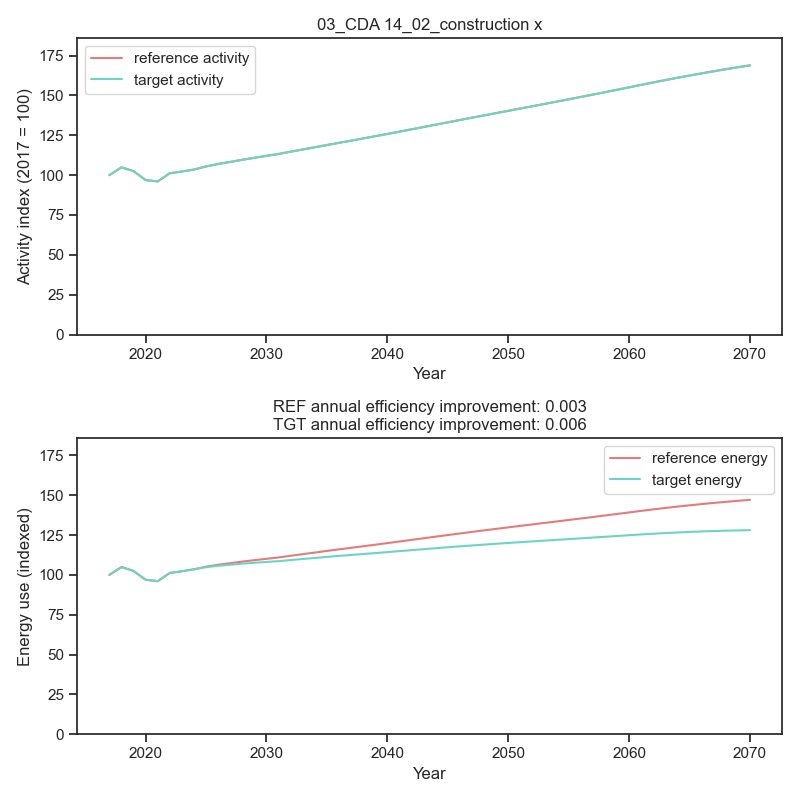 03_CDA 14_02_construction x
reference activity
target activity
Activity index (2017 = 100)
175
150
125
100
75
50
25
0
2020
2030
2040
2050
2060
2070
Year
REF annual efficiency improvement: 0.003
TGT annual efficiency improvement: 0.006
reference energy
target energy
Energy use (indexed)
175
150
125
100
75
50
25
0
2020
2030
2040
2050
2060
2070
Year